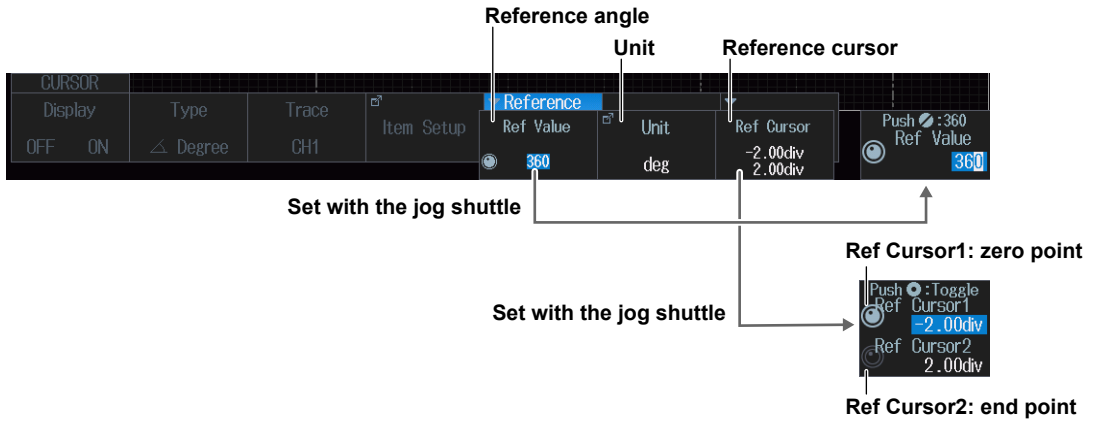 Reference angle
Unit
Reference cursor
CURSOR
Display
OFF ON
Type
Degree
Trace
CH1
Item Setup
Reference
Ref Value
360
Unit
deg
Ref Cursor
-2.00div
2.00div
Push :360
Ref Value
360
Set with the jog shuttle
Ref Cursor1: zero point
Set with the jog shuttle
Push :Toggle
Ref Cursor1
-2.00div
Ref Cursor2
2.00div
Ref Cursor2: end point